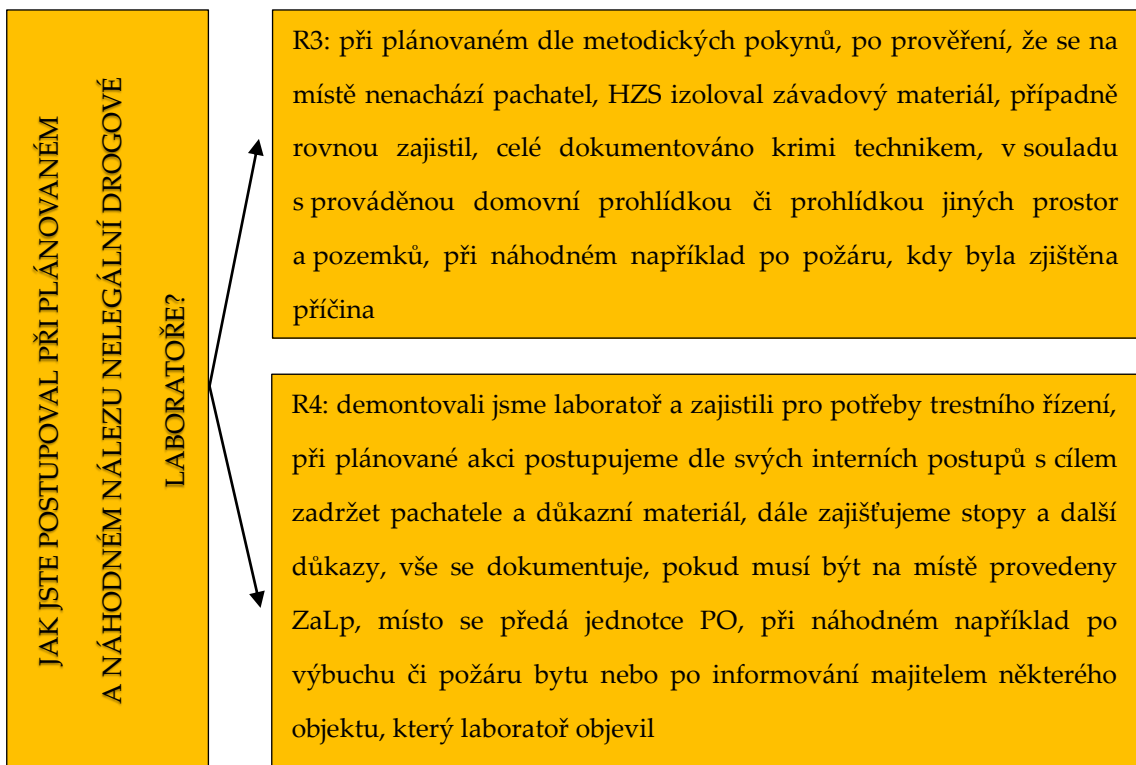 JAK JSTE POSTUPOVAL PŘI PLÁNOVANÉM
A NÁHODNÉM NÁLEZU NELEGÁLNÍ DROGOVÉ
LABORATOŘE?
R3: při plánovaném dle metodických pokynů, po prověření, že se na
místě nenachází pachatel, HZS izoloval závadový materiál, případně
rovnou zajistil, celé dokumentováno krimi technikem, v souladu
s prováděnou domovní prohlídkou či prohlídkou jiných prostor
a pozemků, při náhodném například po požáru, kdy byla zjištěna
příčina
R4: demontovali jsme laboratoř a zajistili pro potřeby trestního řízení,
při plánované akci postupujeme dle svých interních postupů s cílem
zadržet pachatele a důkazní materiál, dále zajišťujeme stopy a další
důkazy, vše se dokumentuje, pokud musí být na místě provedeny
ZaLp, místo se předá jednotce PO, při náhodném například po
výbuchu či požáru bytu nebo po informování majitelem některého
objektu, který laboratoř objevil